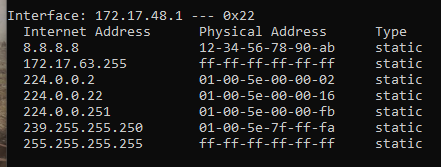 Interface: 172.17.48.1 --- 0x22
Internet Address Physical Address Type
8.8.8.8 12-34-56-78-90-ab static
172.17.63.255 ff-ff-ff-ff-ff-ff static
224.0.0.2 01-00-5e-00-00-02 static
224.0.0.22 01-00-5e-00-00-16 static
224.0.0.251 01-00-5e-00-00-fb static
239.255.255.250 01-00-5e-7f-ff-fa static
255.255.255.255 ff-ff-ff-ff-ff-ff static